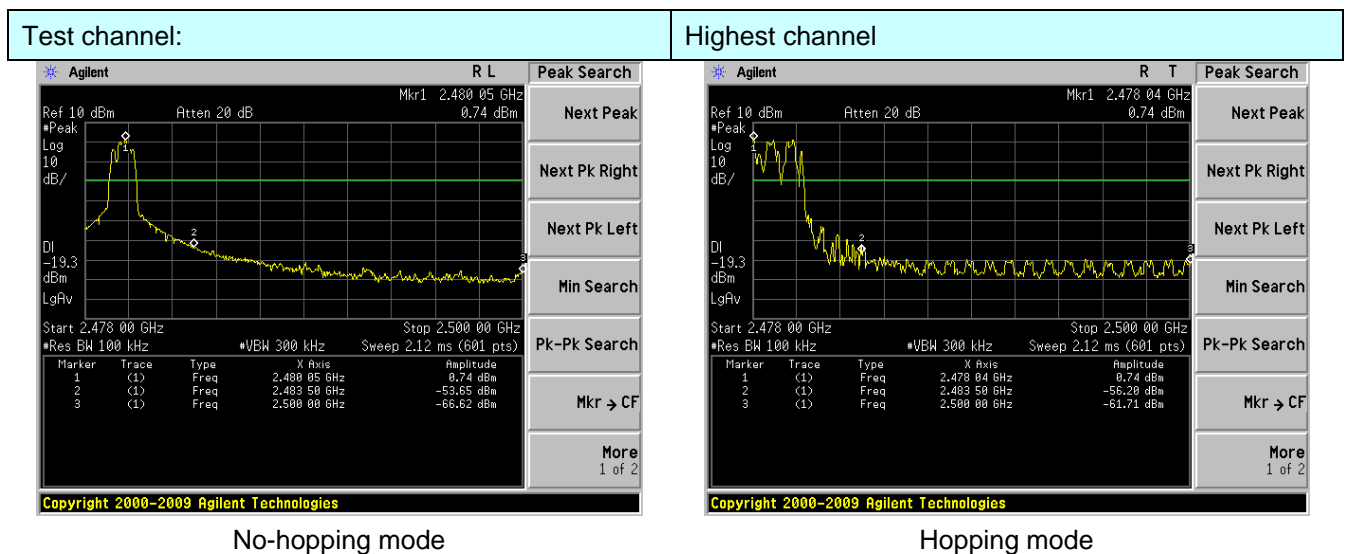 Test channel:
Highest channel
Agilent R L
Peak Search
Mkr1 2.480 05 GHz
Ref 10 dBm Atten 20 dB 0.74 dBm
#Peak
Log
10
dB/
DI
-19.3
dBm
LgAv
1
2
3
Start 2.478 00 GHz Stop 2.500 00 GHz
#Res BW 100 kHz #VBW 300 kHz Sweep 2.12 ms (601 pts)
Marker Trace Type X Axis Amplitude
1 (1) Freq 2.480 05 GHz 0.74 dBm
2 (1) Freq 2.483 50 GHz -53.65 dBm
3 (1) Freq 2.500 00 GHz -66.62 dBm
Next Peak
Next Pk Right
Next Pk Left
Min Search
Pk-Pk Search
Mkr → CF
More
1 of 2
Copyright 2000-2009 Agilent Technologies
No-hopping mode
Agilent R T
Peak Search
Mkr1 2.478 04 GHz
Ref 10 dBm Atten 20 dB 0.74 dBm
#Peak
Log
10
dB/
DI
-19.3
dBm
LgAv
1
2
3
Start 2.478 00 GHz Stop 2.500 00 GHz
#Res BW 100 kHz #VBW 300 kHz Sweep 2.12 ms (601 pts)
Marker Trace Type X Axis Amplitude
1 (1) Freq 2.478 04 GHz 0.74 dBm
2 (1) Freq 2.483 50 GHz -56.20 dBm
3 (1) Freq 2.500 00 GHz -61.71 dBm
Next Peak
Next Pk Right
Next Pk Left
Min Search
Pk-Pk Search
Mkr → CF
More
1 of 2
Copyright 2000-2009 Agilent Technologies
Hopping mode